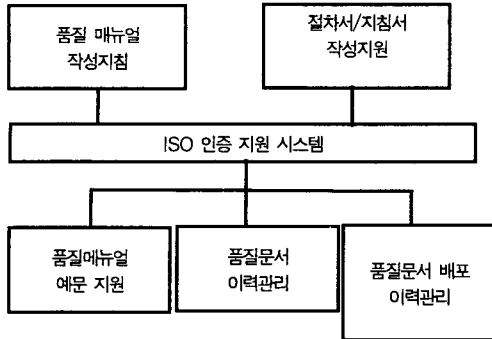 품질 매뉴얼
작성지침
절차서/지침서
작성지원
ISO 인증 지원 시스템
품질메뉴얼
예문 지원
품질문서
이력관리
품질문서 배포
이력관리